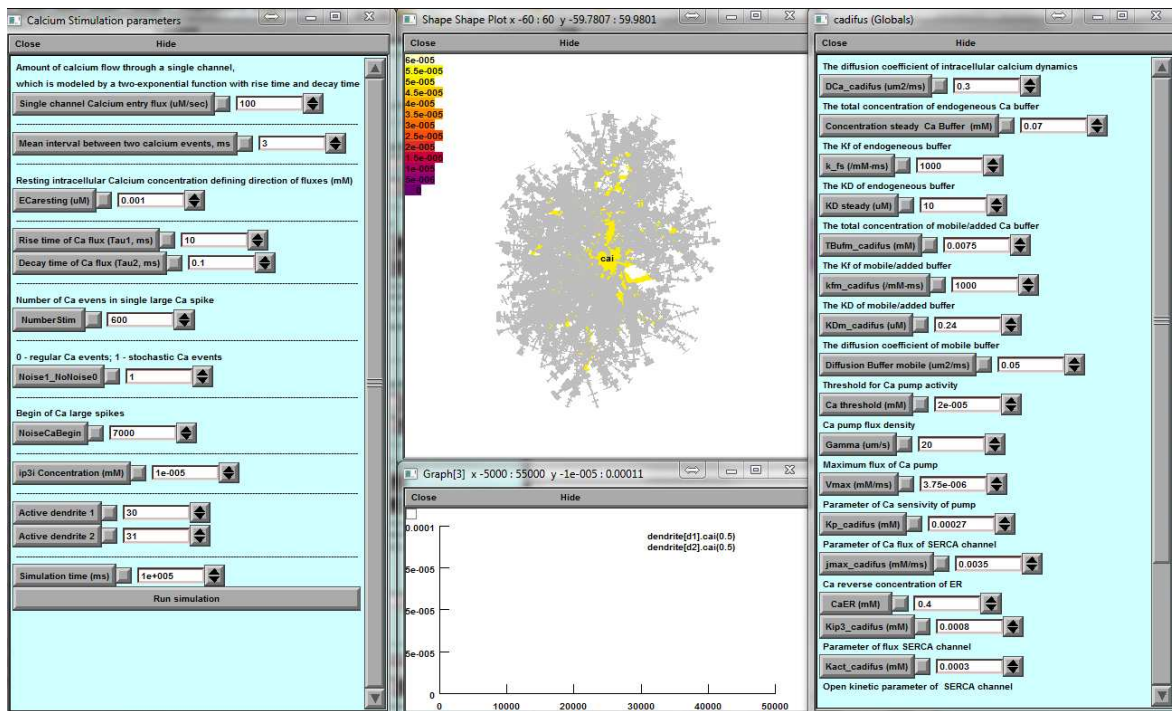 Calcium Stimulation parameters
Close Hide
Amount of calcium flow through a single channel,
which is modeled by a two-exponential function with rise time and decay time
Single channel Calcium entry flux (uM/sec) 100
Mean interval between two calcium events, ms 3
Resting intracellular Calcium concentration defining direction of fluxes (mM)
ECaresting (uM) 0.001
Rise time of Ca flux (Tau1, ms) 10
Decay time of Ca flux (Tau2, ms) 0.1
Number of Ca evens in single large Ca spike
NumberStim 600
0 - regular Ca events; 1 - stochastic Ca events
Noise1_NoNoise0 1
Begin of Ca large spikes
NoiseCaBegin 7000
ip3i Concentration (mM) 1e-005
Active dendrite 1 30
Active dendrite 2 31
Simulation time (ms) 1e+005
Run simulation
Shape Shape Plot x -60 : 60 y -59.7807 : 59.9801
Close Hide
6e-005
5.5e-005
5e-005
4.5e-005
4e-005
3.5e-005
3e-005
2.5e-005
2e-005
1.5e-005
1e-005
5e-006
0
cai
Graph[3] x -5000 : 55000 y -1e-005 : 0.00011
Close Hide
0.0001
dendrite[d1].cai(0.5)
dendrite[d2].cai(0.5)
5e-005
5e-005
5e-005
0
0 10000 20000 30000 40000 50000
cadifus (Globals)
Close Hide
The diffusion coefficient of intracellular calcium dynamics
DCa_cadifus (um2/ms) 0.3
The total concentration of endogeneous Ca buffer
Concentration steady Ca Buffer (mM) 0.07
The Kf of endogeneous buffer
k_fs (/mM-ms) 1000
The KD of endogeneous buffer
KD steady (uM) 10
The total concentration of mobile/added Ca buffer
TBufm_cadifus (mM) 0.0075
The Kf of mobile/added buffer
kfm_cadifus (/mM-ms) 1000
The KD of mobile/added buffer
KDm_cadifus (uM) 0.24
The diffusion coefficient of mobile buffer
Diffusion Buffer mobile (um2/ms) 0.05
Threshold for Ca pump activity
Ca threshold (mM) 2e-005
Ca pump flux density
Gamma (um/s) 20
Maximum flux of Ca pump
Vmax (mM/ms) 3.75e-006
Parameter of Ca sensivity of pump
Kp_cadifus (mM) 0.00027
Parameter of Ca flux of SERCA channel
jmax_cadifus (mM/ms) 0.0035
Ca reverse concentration of ER
CaER (mM) 0.4
Kip3_cadifus (mM) 0.0008
Parameter of flux SERCA channel
Kact_cadifus (mM) 0.0003
Open kinetic parameter of SERCA channel